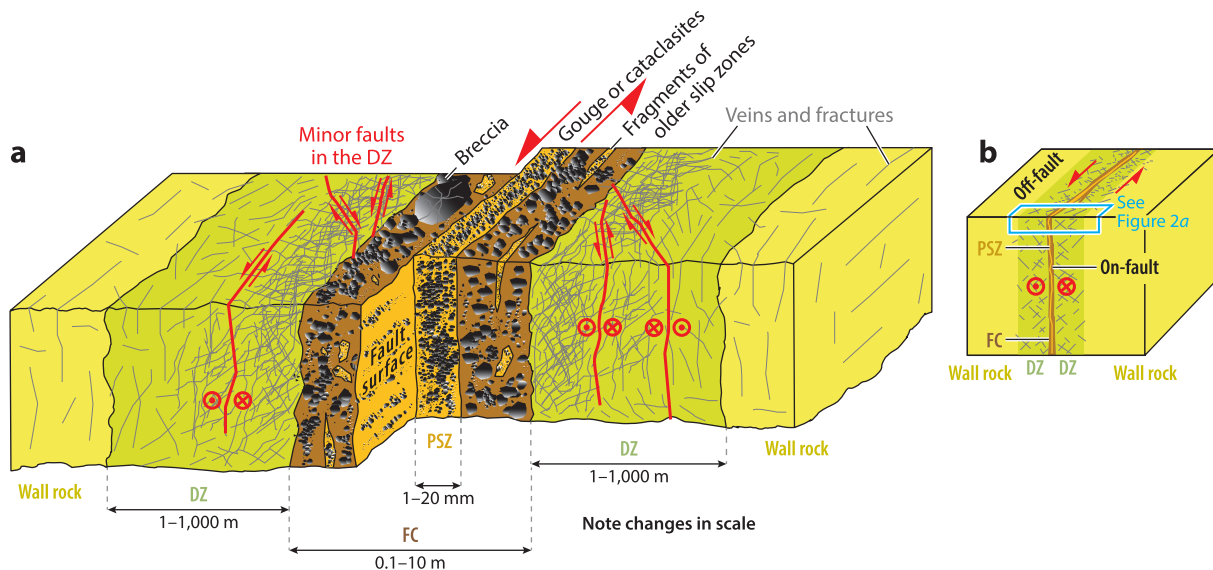 a
Minor faults
in the DZ
Breccia
Gouge or cataclasites
Fragments of
older slip zones
Veins and fractures
Fault
surface
PSZ
1–20 mm
Wall rock
DZ
1–1,000 m
FC
0.1–10 m
DZ
1–1,000 m
Wall rock
Note changes in scale
b
Off-fault
See
Figure 2a
PSZ
On-fault
FC
DZ
DZ
Wall rock
Wall rock